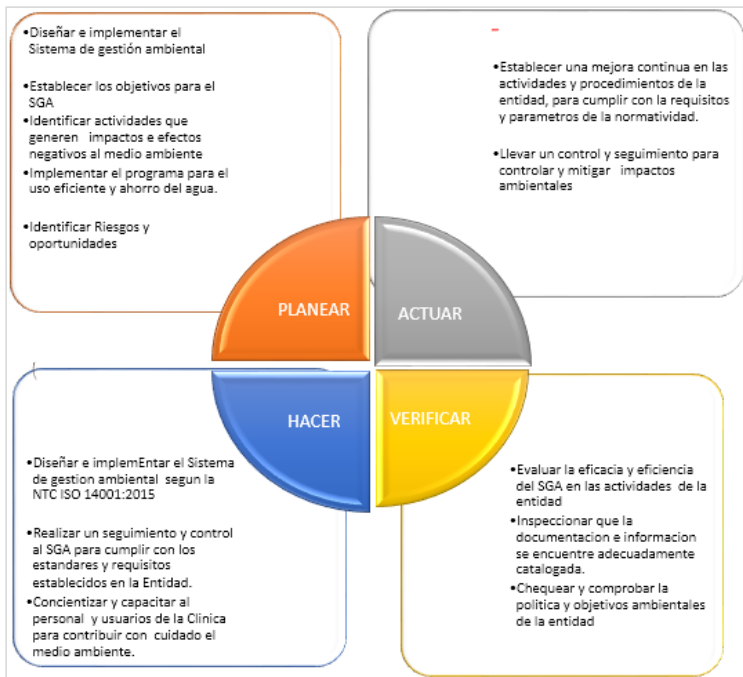 •Diseñar e implementar el
Sistema de gestión ambiental
•Establecer los objetivos para el
SGA
•Identificar actividades que
generen impactos e efectos
negativos al medio ambiente
•Implementar el programa para el
uso eficiente y ahorro del agua.
•Identificar Riesgos y
oportunidades
•Establecer una mejora continua en las
actividades y procedimientos de la
entidad, para cumplir con la requisitos
y parametros de la normatividad.
•Llevar un control y seguimiento para
controlar y mitigar impactos
ambientales
PLANEAR
ACTUAR
HACER
VERIFICAR
•Diseñar e implemEntar el Sistema
de gestion ambiental segun la
NTC ISO 14001:2015
•Realizar un seguimiento y control
al SGA para cumplir con los
estandares y requisitos
establecidos en la Entidad.
•Concientizar y capacitar al
personal y usuarios de la Clinica
para contribuir con cuidado el
medio ambiente.
•Evaluar la eficacia y eficiencia
del SGA en las actividades de la
entidad
•Inspeccionar que la
documentacion e informacion
se encuentre adecuadamente
catalogada.
•Chequear y comprobar la
politica y objetivos ambientales
de la entidad